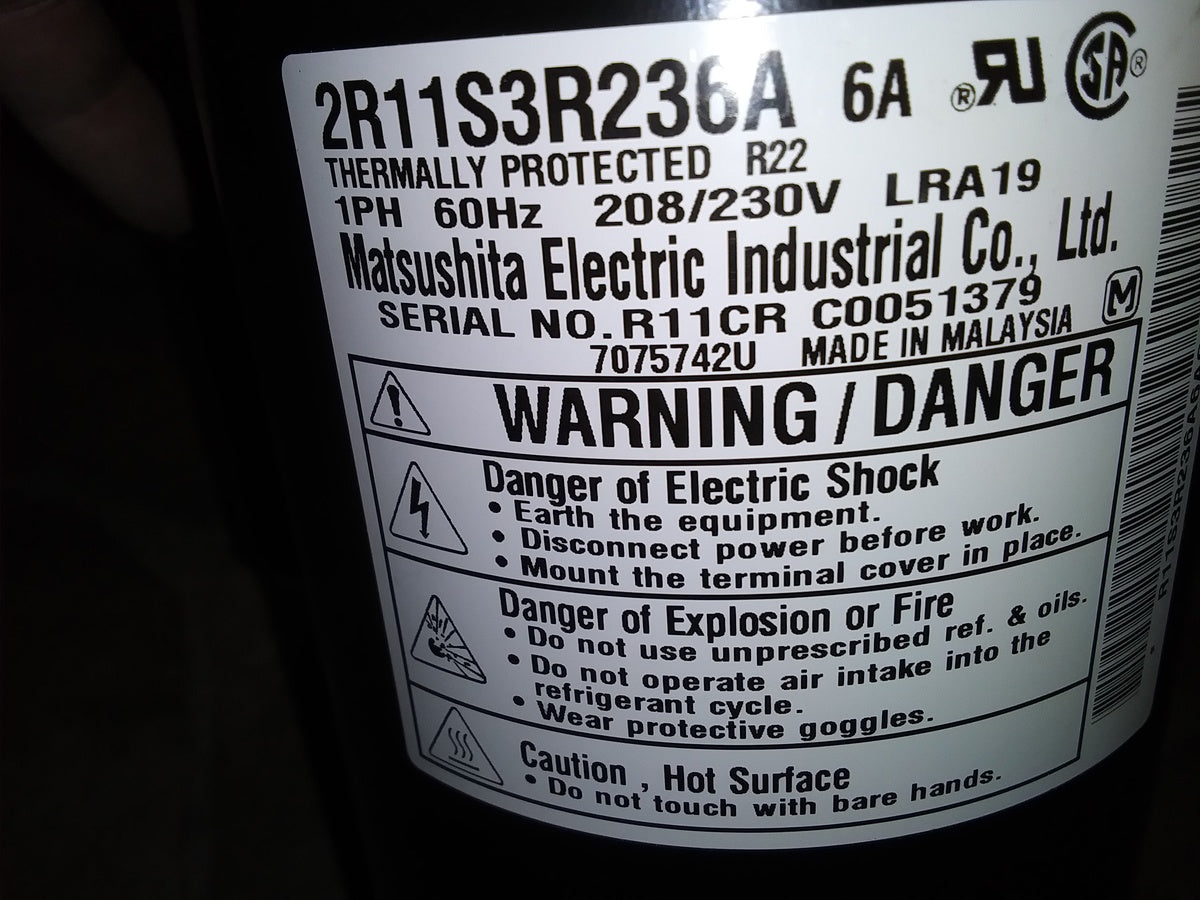 2R11S3R236A 6A ® RU SA ®
THERMALLY PROTECTED R22
1PH 60Hz 208/230V LRA19
Matsushita Electric Industrial Co., Ltd.
SERIAL NO. R11CR C0051379
7075742U MADE IN MALAYSIA M
WARNING / DANGER
Danger of Electric Shock
• Earth the equipment.
• Disconnect power before work.
• Mount the terminal cover in place.
Danger of Explosion or Fire
• Do not use unprescribed ref. & oils.
• Do not operate air intake into the
refrigerant cycle.
• Wear protective goggles.
Caution , Hot Surface
• Do not touch with bare hands.